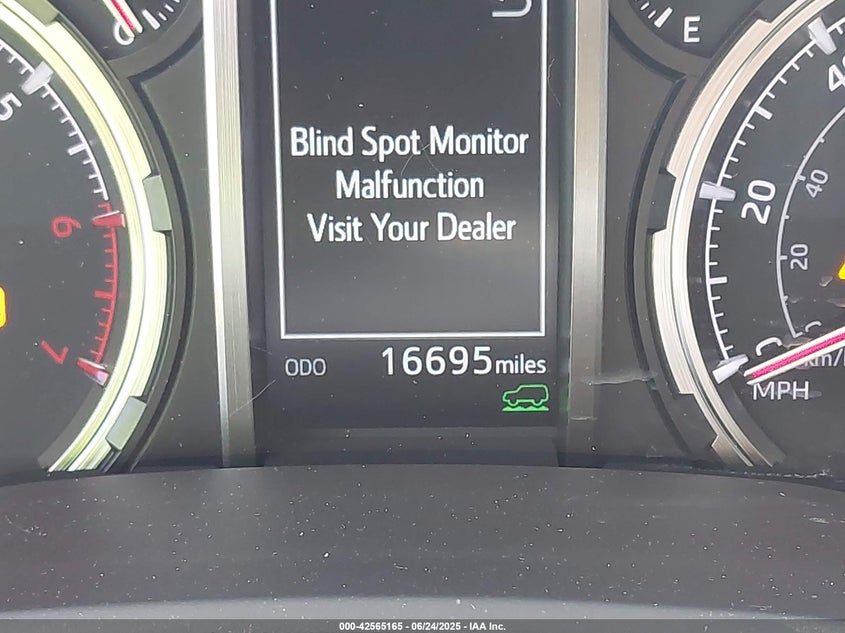 E
5
6
7
Blind Spot Monitor
Malfunction
Visit Your Dealer
ODO 16695 miles
40
20
20
MPH
000-42565165 - 06/24/2025 - IAA Inc.